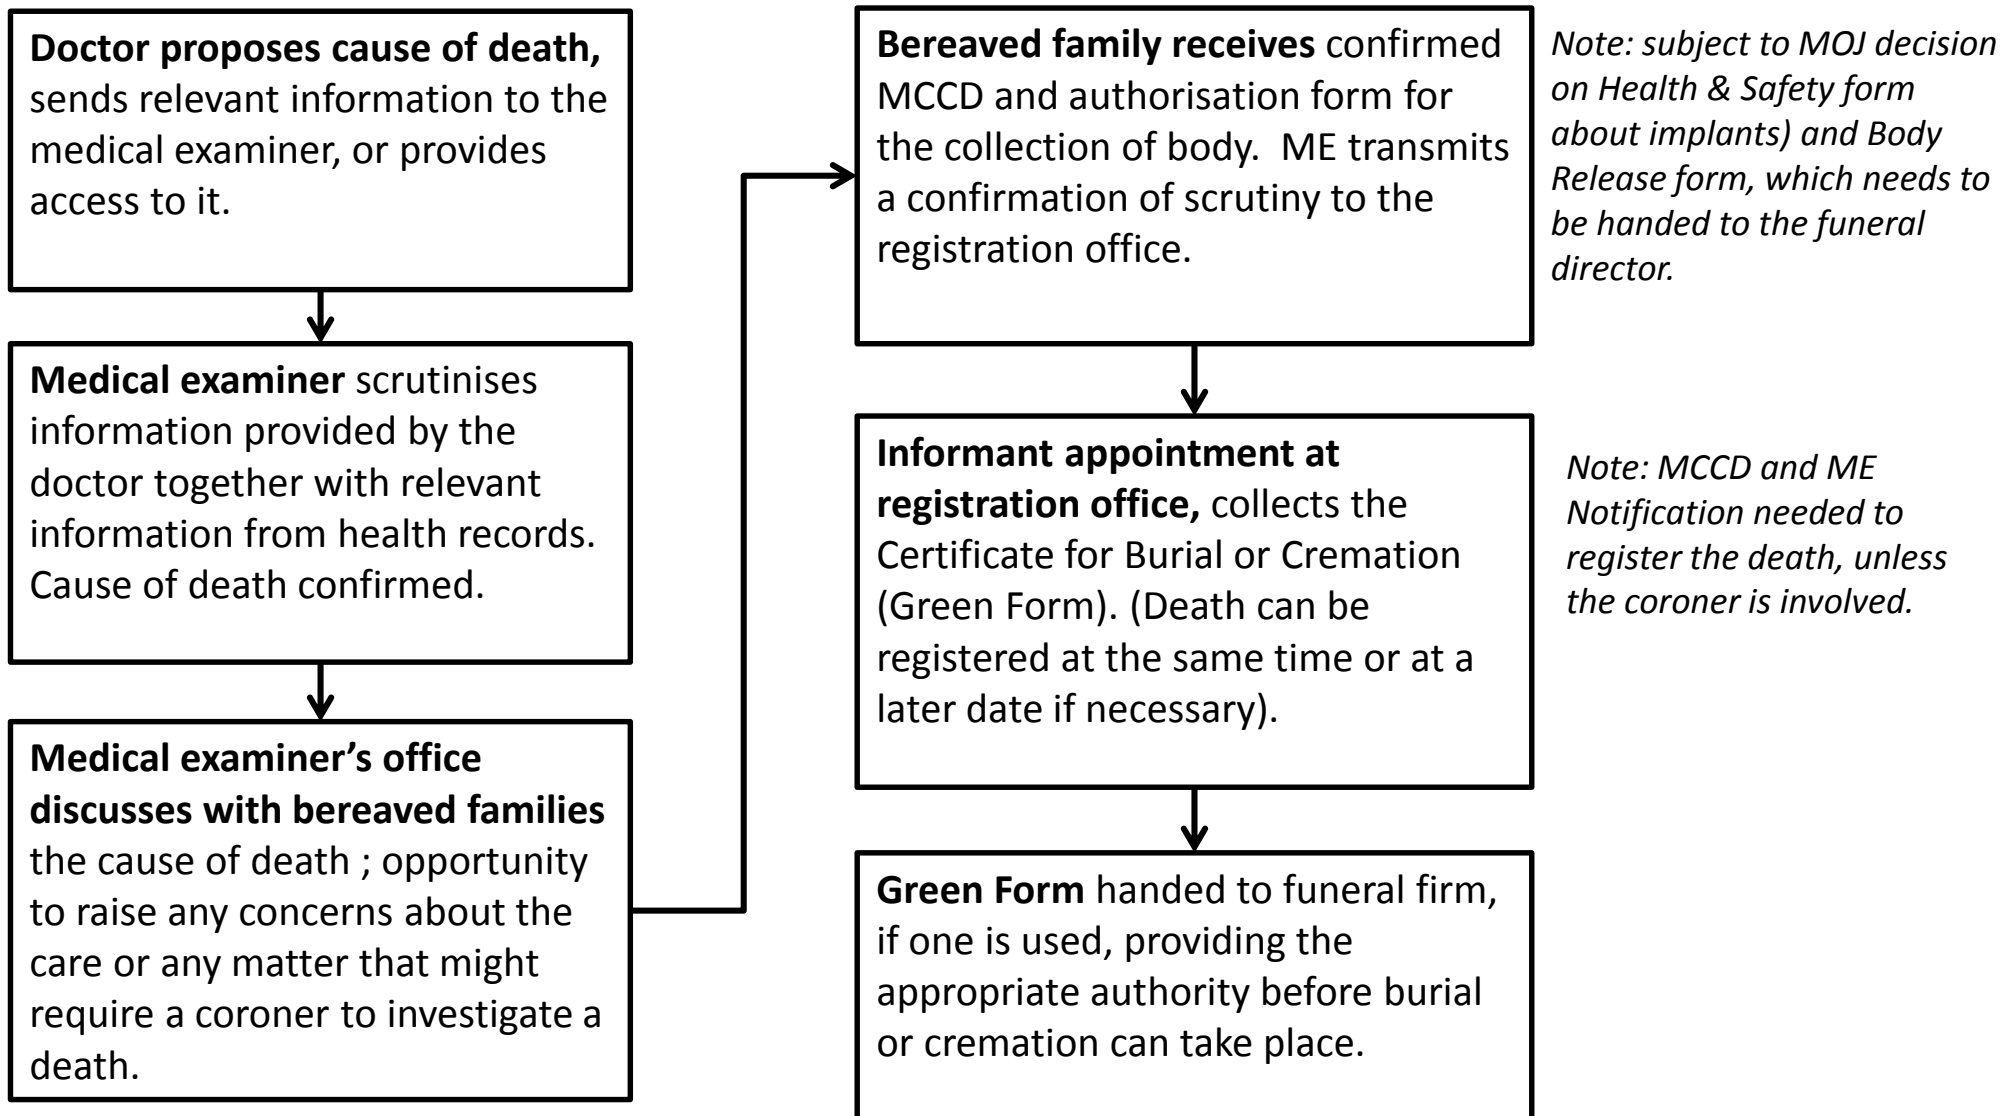 Doctor proposes cause of death,
sends relevant information to the
medical examiner, or provides
access to it.
Medical examiner scrutinises
information provided by the
doctor together with relevant
information from health records.
Cause of death confirmed.
Medical examiner’s office
discusses with bereaved families
the cause of death ; opportunity
to raise any concerns about the
care or any matter that might
require a coroner to investigate a
death.
Bereaved family receives confirmed
MCCD and authorisation form for
the collection of body.  ME transmits
a confirmation of scrutiny to the
registration office.
Note: subject to MOJ decision
on Health & Safety form
about implants) and Body
Release form, which needs to
be handed to the funeral
director.
Informant appointment at
registration office, collects the
Certificate for Burial or Cremation
(Green Form). (Death can be
registered at the same time or at a
later date if necessary).
Note: MCCD and ME
Notification needed to
register the death, unless
the coroner is involved.
Green Form handed to funeral firm,
if one is used, providing the
appropriate authority before burial
or cremation can take place.